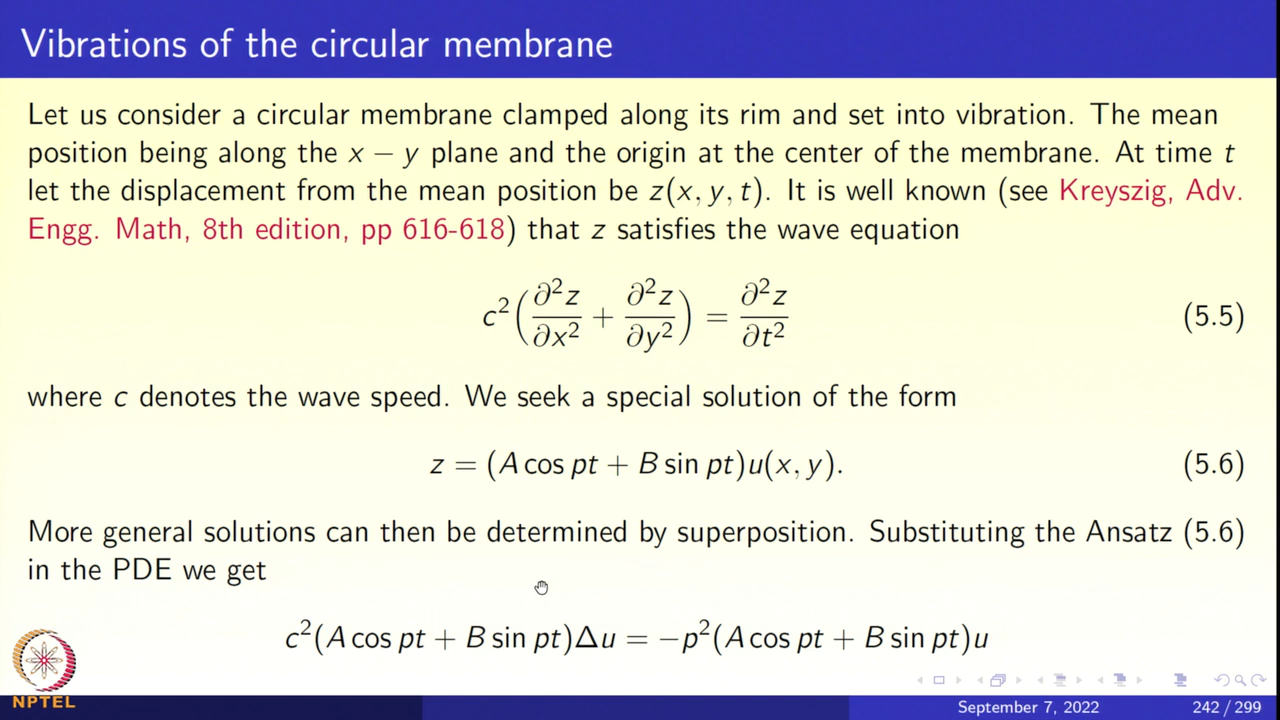 Vibrations of the circular membrane
Let us consider a circular membrane clamped along its rim and set into vibration. The mean
position being along the x − y plane and the origin at the center of the membrane. At time t
let the displacement from the mean position be z(x, y, t). It is well known (see Kreyszig, Adv.
Engg. Math, 8th edition, pp 616-618) that z satisfies the wave equation
c²(∂²z/∂x² + ∂²z/∂y²) = ∂²z/∂t² (5.5)
where c denotes the wave speed. We seek a special solution of the form
z = (A cos pt + B sin pt)u(x, y). (5.6)
More general solutions can then be determined by superposition. Substituting the Ansatz (5.6)
in the PDE we get
c²(A cos pt + B sin pt)Δu = −p²(A cos pt + B sin pt)u
NPTEL
September 7, 2022 242 / 299